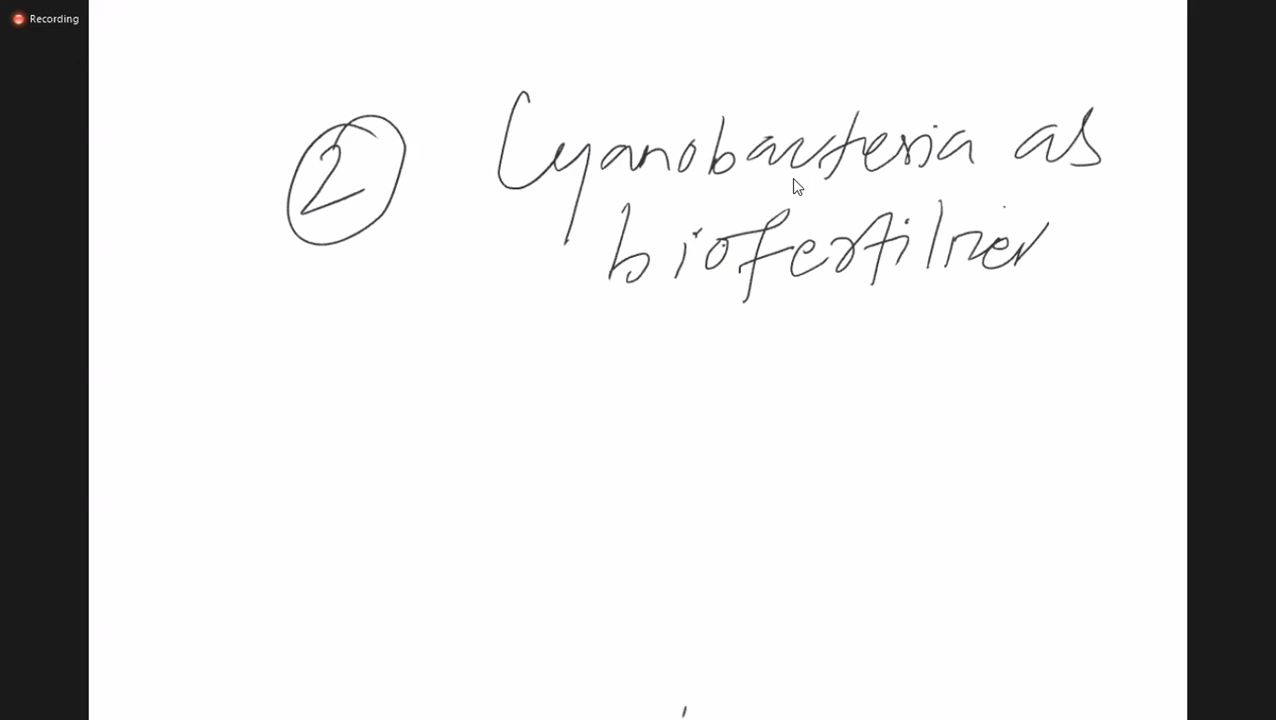 Recording
② Cyanobacteria as
biofertilizer